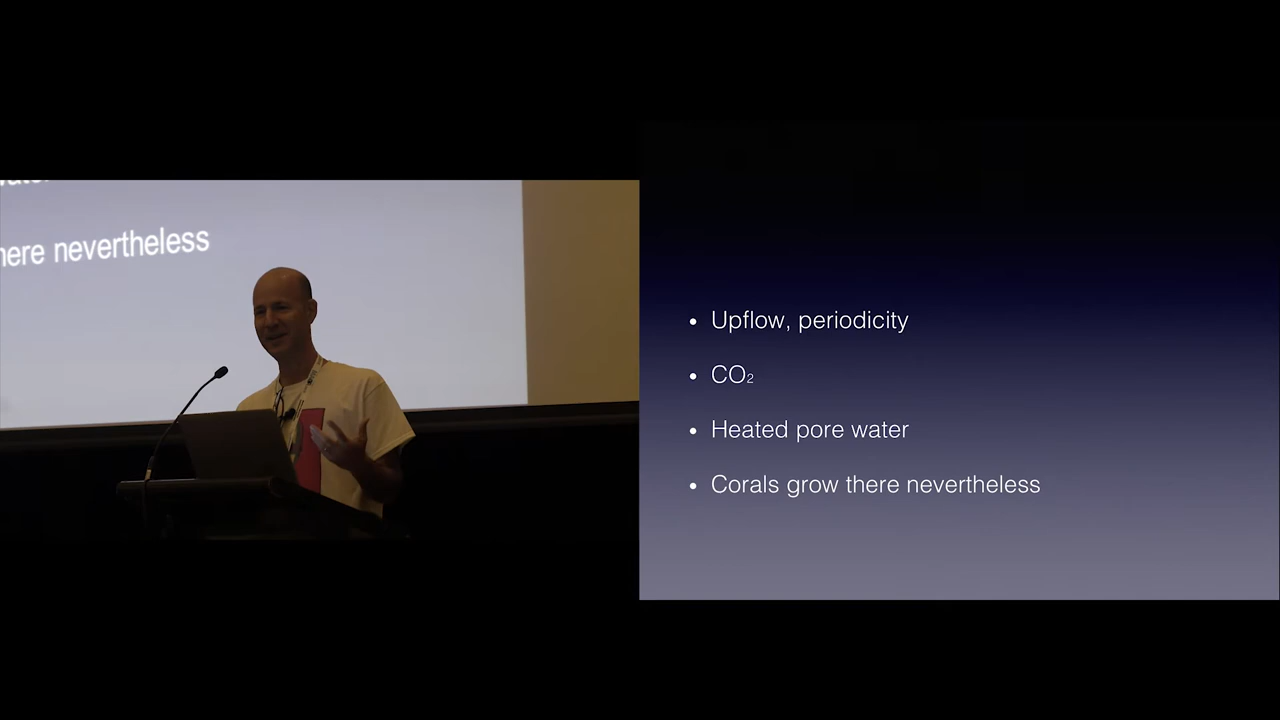 here nevertheless
• Upflow, periodicity
• CO₂
• Heated pore water
• Corals grow there nevertheless